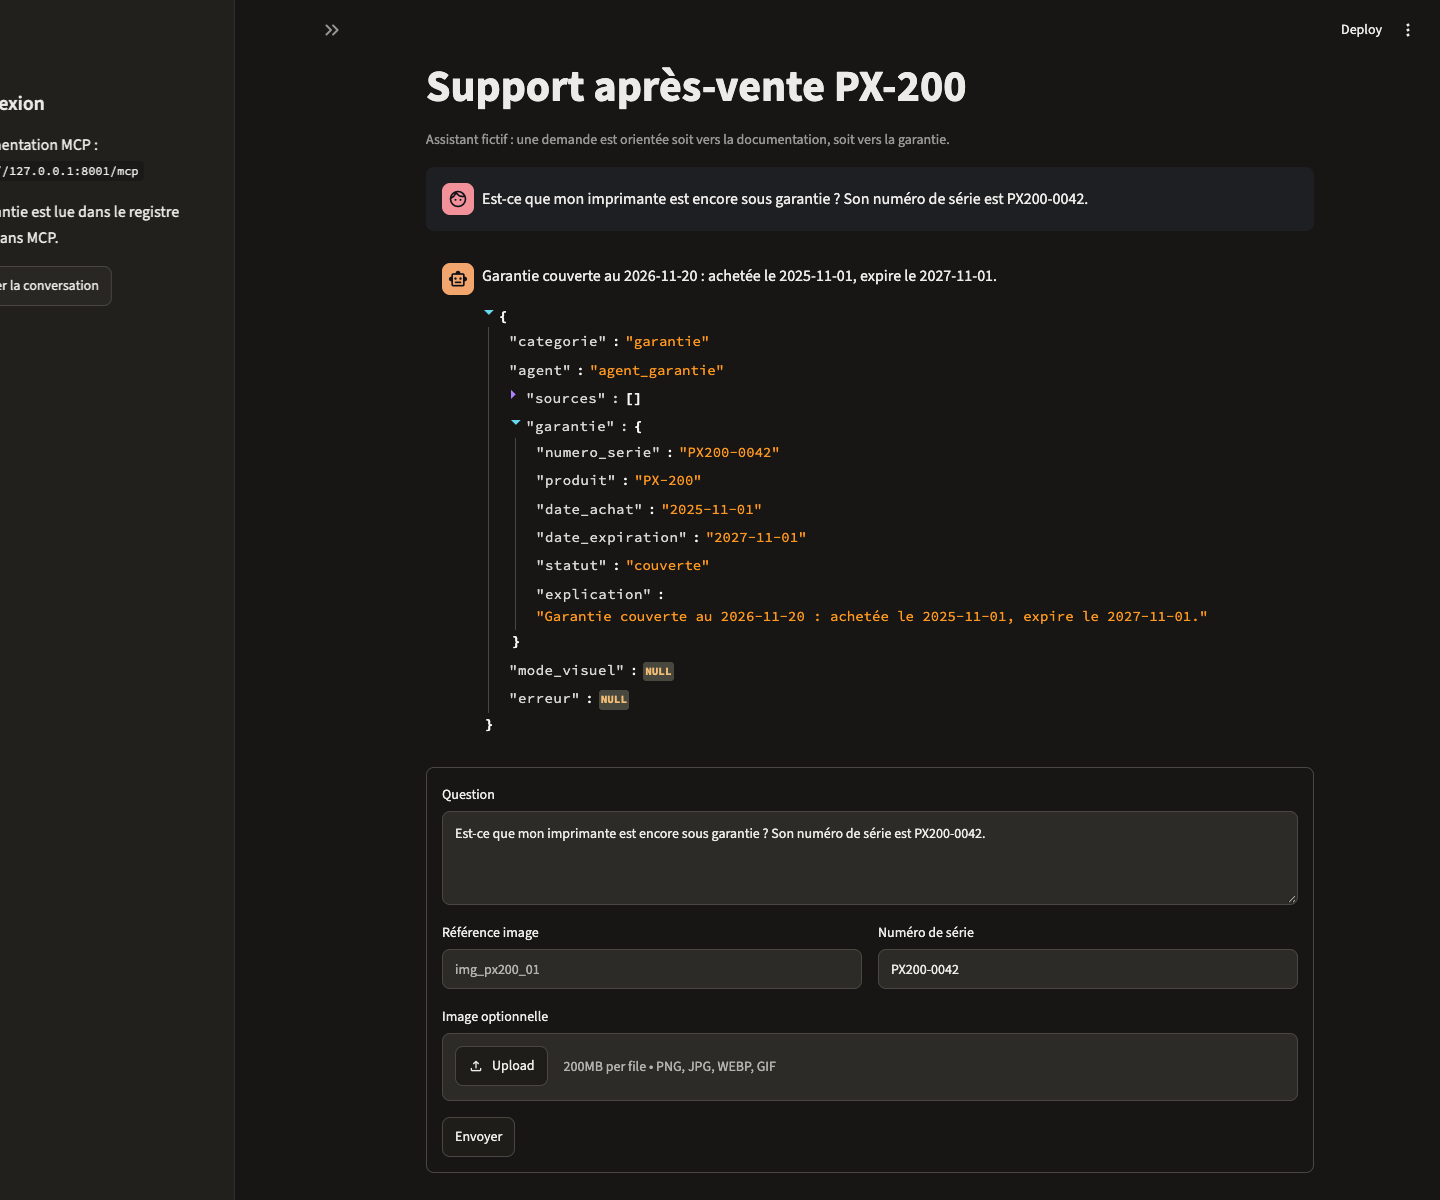 Deploy
exion
Support après-vente PX-200
entation MCP :
/127.0.0.1:8001/mcp
Assistant fictif : une demande est orientée soit vers la documentation, soit vers la garantie.
ntie est lue dans le registre
ans MCP.
er la conversation
Est-ce que mon imprimante est encore sous garantie ? Son numéro de série est PX200-0042.
Garantie couverte au 2026-11-20 : achetée le 2025-11-01, expire le 2027-11-01.
{
"categorie" : "garantie"
"agent" : "agent_garantie"
"sources" : []
"garantie" : {
"numero_serie" : "PX200-0042"
"produit" : "PX-200"
"date_achat" : "2025-11-01"
"date_expiration" : "2027-11-01"
"statut" : "couverte"
"explication" :
"Garantie couverte au 2026-11-20 : achetée le 2025-11-01, expire le 2027-11-01."
}
"mode_visuel" : NULL
"erreur" : NULL
}
Question
Est-ce que mon imprimante est encore sous garantie ? Son numéro de série est PX200-0042.
Référence image
Numéro de série
img_px200_01
PX200-0042
Image optionnelle
Upload
200MB per file • PNG, JPG, WEBP, GIF
Envoyer